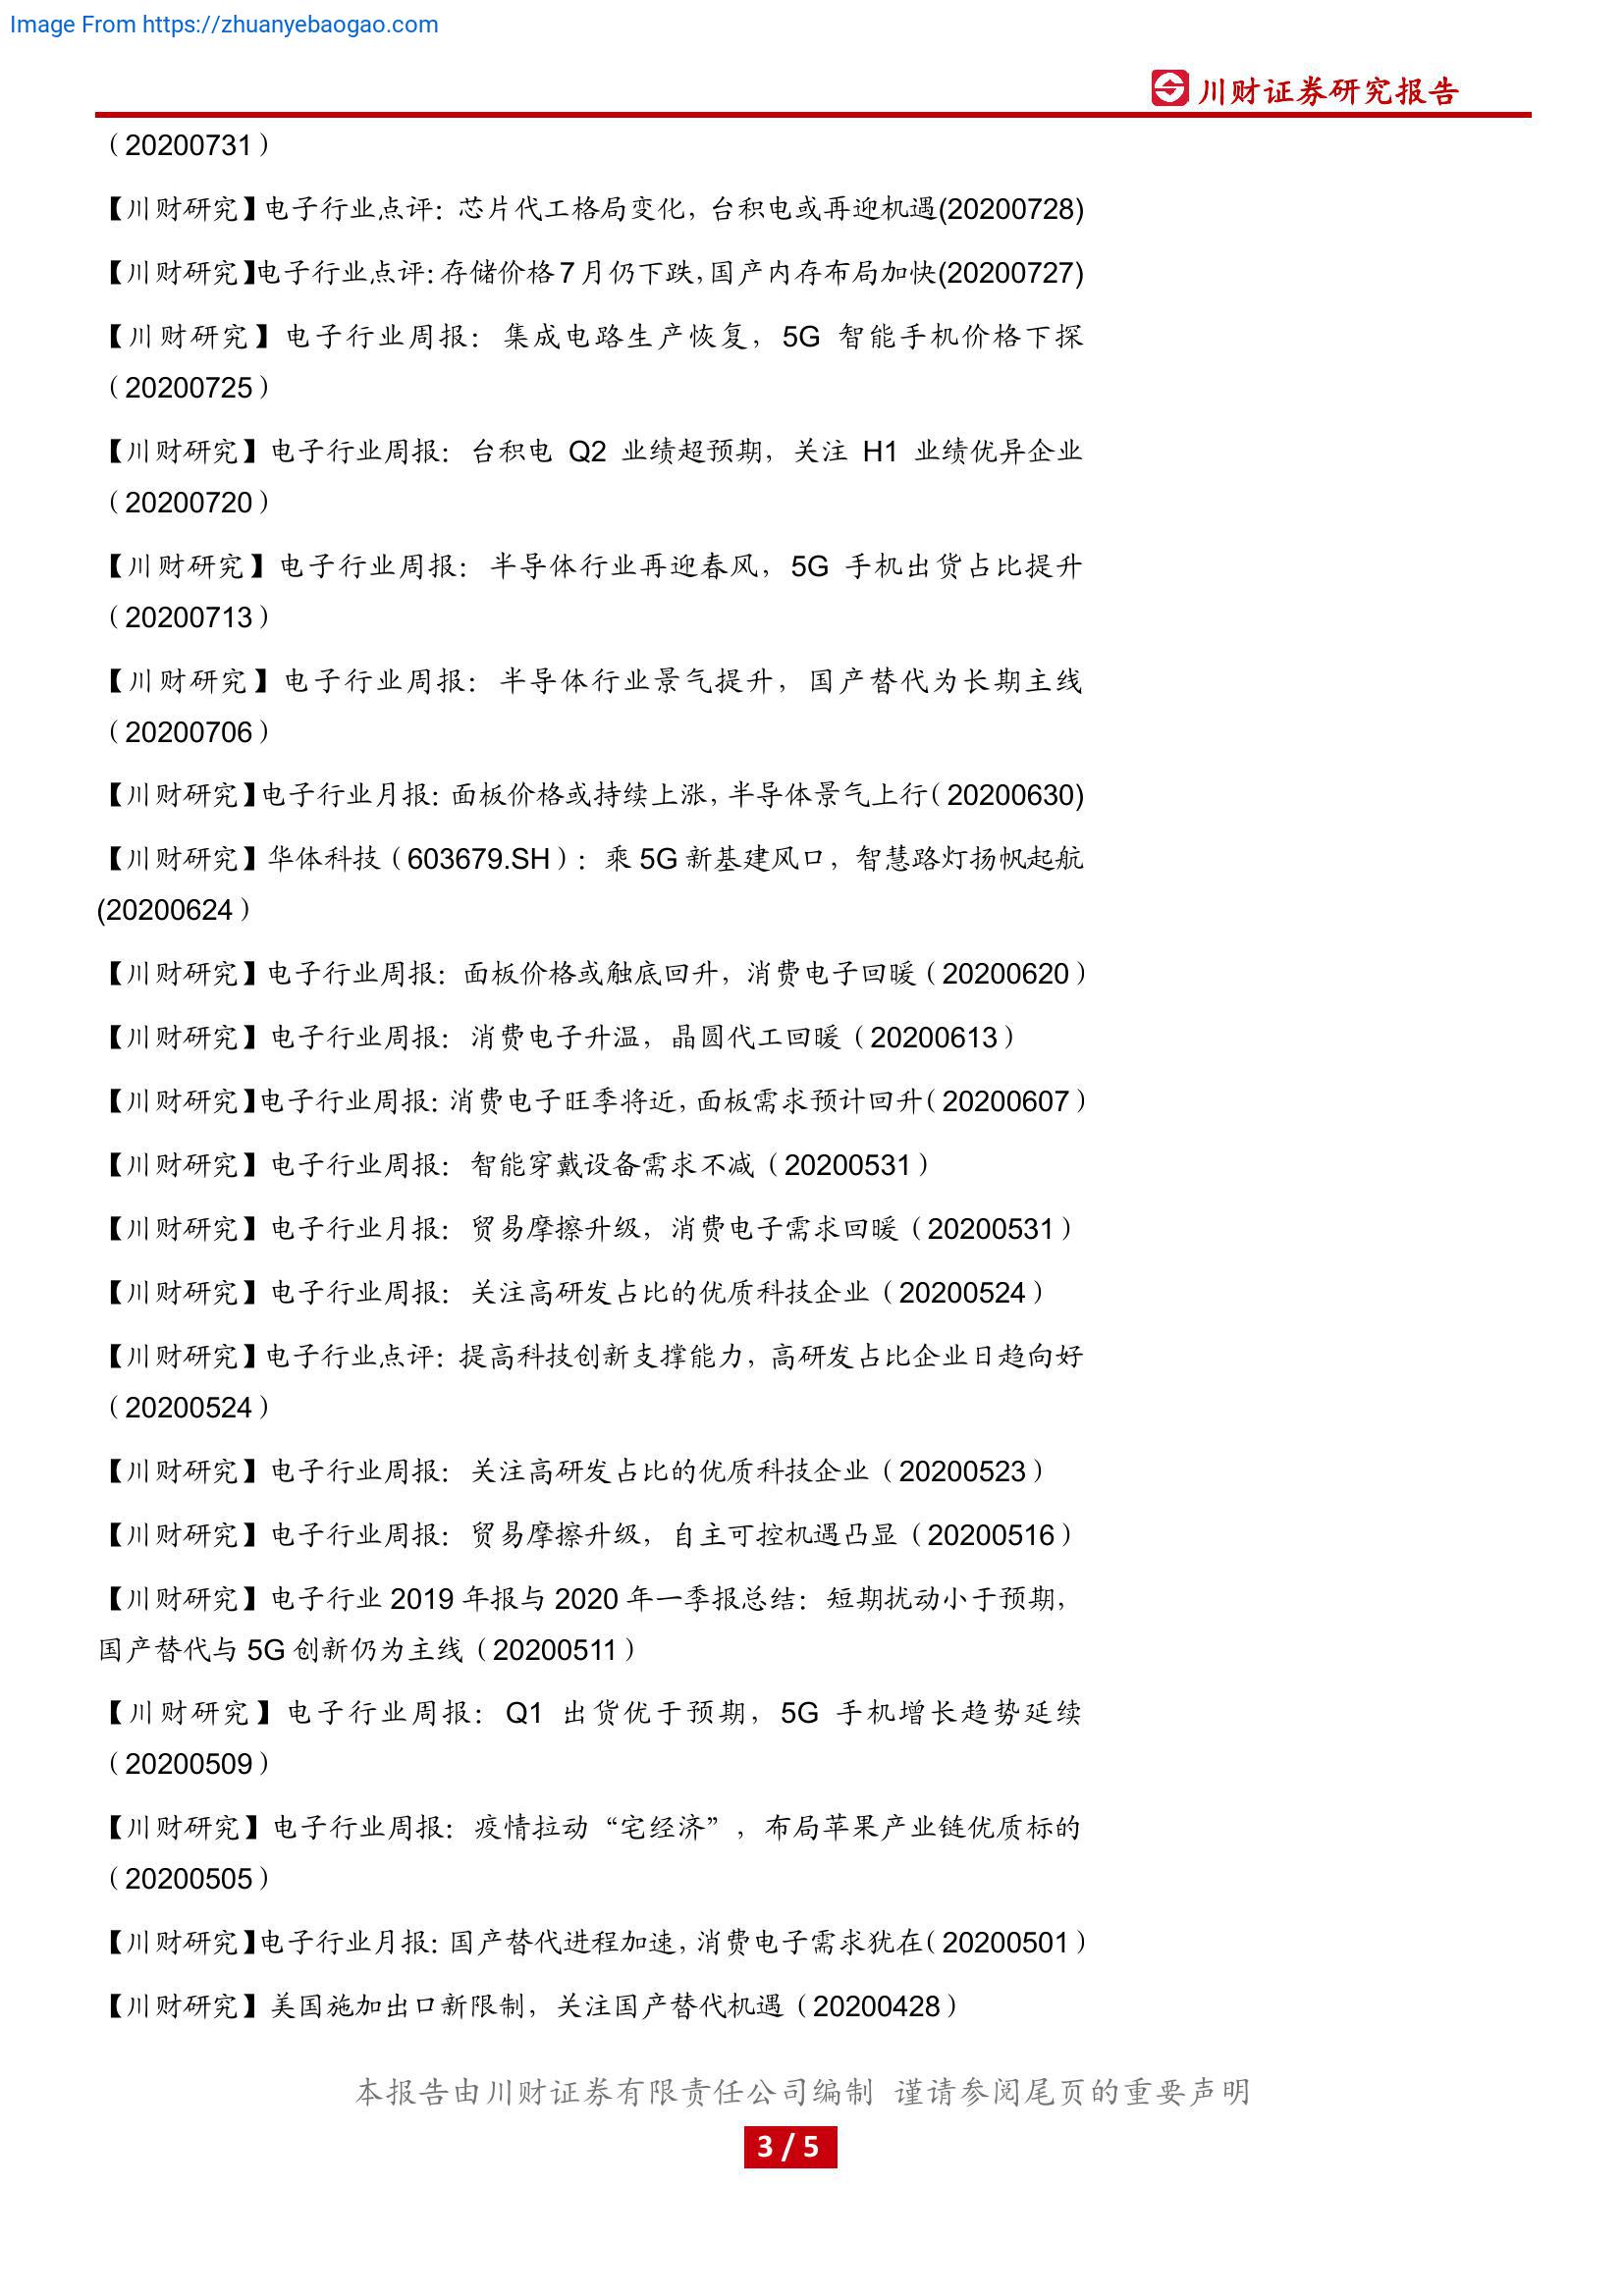 Image From https://zhuanyebaogao.com
川财证券研究报告
（20200731）
【川财研究】电子行业点评：芯片代工格局变化，台积电或再迎机遇(20200728)
【川财研究】电子行业点评：存储价格 7 月仍下跌，国产内存布局加快(20200727)
【川财研究】电子行业周报：集成电路生产恢复，5G 智能手机价格下探
（20200725）
【川财研究】电子行业周报：台积电 Q2 业绩超预期，关注 H1 业绩优异企业
（20200720）
【川财研究】电子行业周报：半导体行业再迎春风，5G 手机出货占比提升
（20200713）
【川财研究】电子行业周报：半导体行业景气提升，国产替代为长期主线
（20200706）
【川财研究】电子行业月报：面板价格或持续上涨，半导体景气上行（20200630)
【川财研究】华体科技（603679.SH）：乘 5G 新基建风口，智慧路灯扬帆起航
(20200624）
【川财研究】电子行业周报：面板价格或触底回升，消费电子回暖（20200620）
【川财研究】电子行业周报：消费电子升温，晶圆代工回暖（20200613）
【川财研究】电子行业周报：消费电子旺季将近，面板需求预计回升（20200607）
【川财研究】电子行业周报：智能穿戴设备需求不减（20200531）
【川财研究】电子行业月报：贸易摩擦升级，消费电子需求回暖（20200531）
【川财研究】电子行业周报：关注高研发占比的优质科技企业（20200524）
【川财研究】电子行业点评：提高科技创新支撑能力，高研发占比企业日趋向好
（20200524）
【川财研究】电子行业周报：关注高研发占比的优质科技企业（20200523）
【川财研究】电子行业周报：贸易摩擦升级，自主可控机遇凸显（20200516）
【川财研究】电子行业 2019 年报与 2020 年一季报总结：短期扰动小于预期，
国产替代与 5G 创新仍为主线（20200511）
【川财研究】电子行业周报：Q1 出货优于预期，5G 手机增长趋势延续
（20200509）
【川财研究】电子行业周报：疫情拉动“宅经济”，布局苹果产业链优质标的
（20200505）
【川财研究】电子行业月报：国产替代进程加速，消费电子需求犹在（20200501）
【川财研究】美国施加出口新限制，关注国产替代机遇（20200428）
本报告由川财证券有限责任公司编制 谨请参阅尾页的重要声明
3 / 5